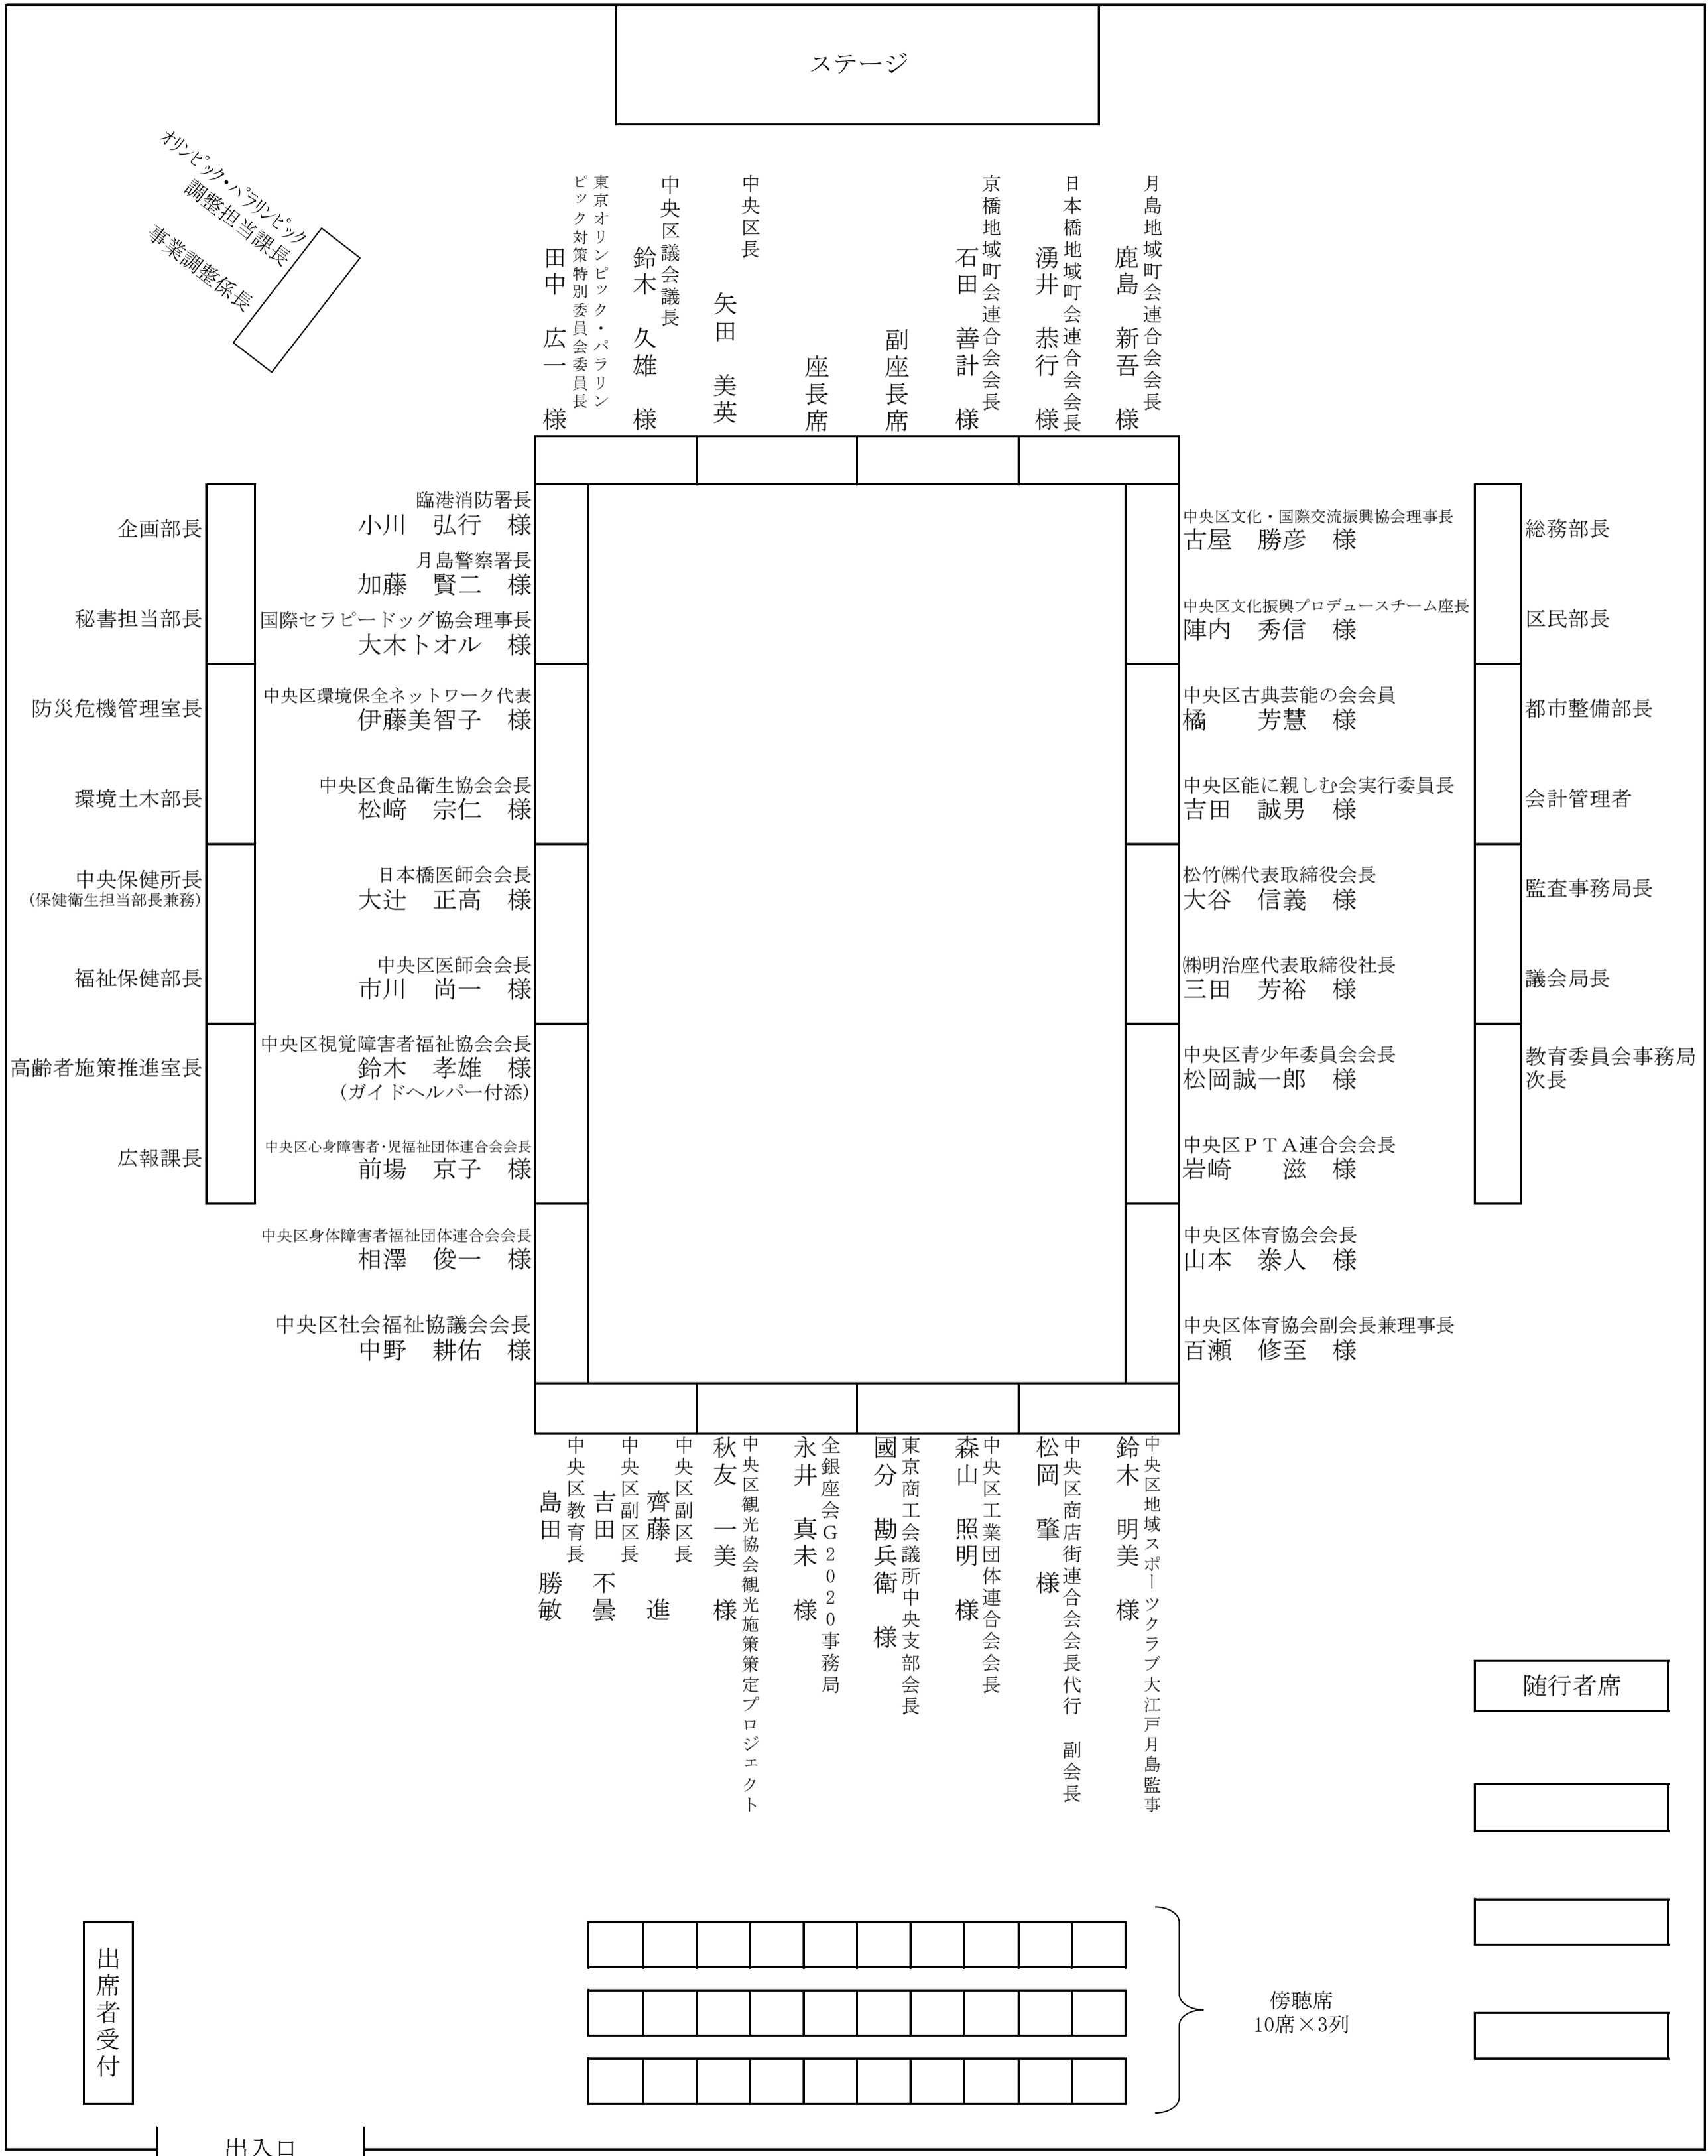 ステージ
オリンピック・パラリンピック
調整担当課長
事業調整係長
東京オリンピック・パラリン
ピック対策特別委員会委員長
田中　広一　様
中央区議会議長
鈴木　久雄　様
中央区長
矢田　美英
座長席
副座長席
京橋地域町会連合会会長
石田　善計　様
日本橋地域町会連合会会長
湧井　恭行　様
月島地域町会連合会会長
鹿島　新吾　様
企画部長
秘書担当部長
防災危機管理室長
環境土木部長
中央保健所長
（保健衛生担当部長兼務）
福祉保健部長
高齢者施策推進室長
広報課長
臨港消防署長
小川　弘行　様
月島警察署長
加藤　賢二　様
国際セラピードッグ協会理事長
大木トオル　様
中央区環境保全ネットワーク代表
伊藤美智子　様
中央区食品衛生協会会長
松﨑　宗仁　様
日本橋医師会会長
大辻　正高　様
中央区医師会会長
市川　尚一　様
中央区視覚障害者福祉協会会長
鈴木　孝雄　様
（ガイドヘルパー付添）
中央区心身障害者・児福祉団体連合会会長
前場　京子　様
中央区身体障害者福祉団体連合会会長
相澤　俊一　様
中央区社会福祉協議会会長
中野　耕佑　様
中央区文化・国際交流振興協会理事長
古屋　勝彦　様
中央区文化振興プロデュースチーム座長
陣内　秀信　様
中央区古典芸能の会会員
橘　　芳慧　様
中央区能に親しむ会実行委員長
吉田　誠男　様
松竹㈱代表取締役会長
大谷　信義　様
㈱明治座代表取締役社長
三田　芳裕　様
中央区青少年委員会会長
松岡誠一郎　様
中央区ＰＴＡ連合会会長
岩崎　　滋　様
中央区体育協会会長
山本　泰人　様
中央区体育協会副会長兼理事長
百瀬　修至　様
総務部長
区民部長
都市整備部長
会計管理者
監査事務局長
議会局長
教育委員会事務局
次長
中央区教育長
島田　勝敏
中央区副区長
吉田　不曇
中央区副区長
齊藤　　進
中央区観光協会観光施策策定プロジェクト
秋友　一美　様
全銀座会Ｇ２０２０事務局
永井　真未　様
東京商工会議所中央支部会長
國分　勘兵衛　様
中央区工業団体連合会会長
森山　照明　様
中央区商店街連合会会長代行　副会長
松岡　肇　様
中央区地域スポーツクラブ大江戸月島監事
鈴木　明美　様
随行者席
傍聴席
10席×3列
出席者受付
出入口